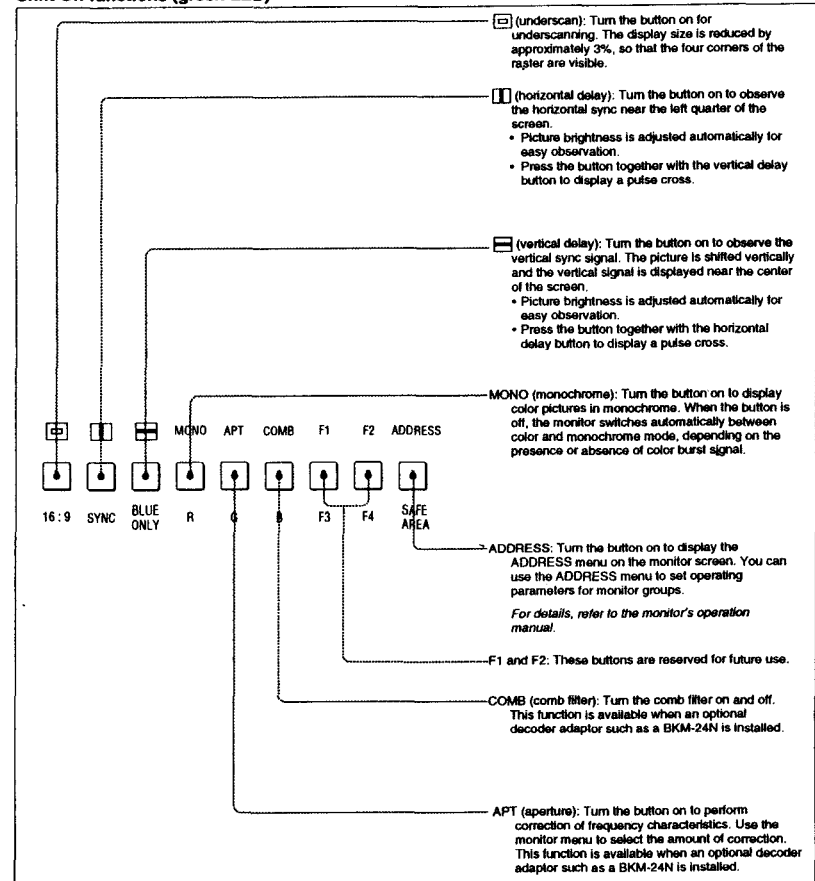 (underscan): Turn the button on for
underscanning. The display size is reduced by
approximately 3%, so that the four corners of the
raster are visible.
(horizontal delay): Turn the button on to observe
the horizontal sync near the left quarter of the
screen.
• Picture brightness is adjusted automatically for
easy observation.
• Press the button together with the vertical delay
button to display a pulse cross.
(vertical delay): Turn the button on to observe the
vertical sync signal. The picture is shifted vertically
and the vertical signal is displayed near the center
of the screen.
• Picture brightness is adjusted automatically for
easy observation.
• Press the button together with the horizontal
delay button to display a pulse cross.
MONO (monochrome): Turn the button on to display
color pictures in monochrome. When the button is
off, the monitor switches automatically between
color and monochrome mode, depending on the
presence or absence of color burst signal.
MONO APT COMB F1 F2 ADDRESS
16:9 SYNC BLUE ONLY R G B F3 F4 SAFE AREA
ADDRESS: Turn the button on to display the
ADDRESS menu on the monitor screen. You can
use the ADDRESS menu to set operating
parameters for monitor groups.
For details, refer to the monitor's operation
manual.
F1 and F2: These buttons are reserved for future use.
COMB (comb filter): Turn the comb filter on and off.
This function is available when an optional
decoder adaptor such as a BKM-24N is installed.
APT (aperture): Turn the button on to perform
correction of frequency characteristics. Use the
monitor menu to select the amount of correction.
This function is available when an optional decoder
adaptor such as a BKM-24N is installed.